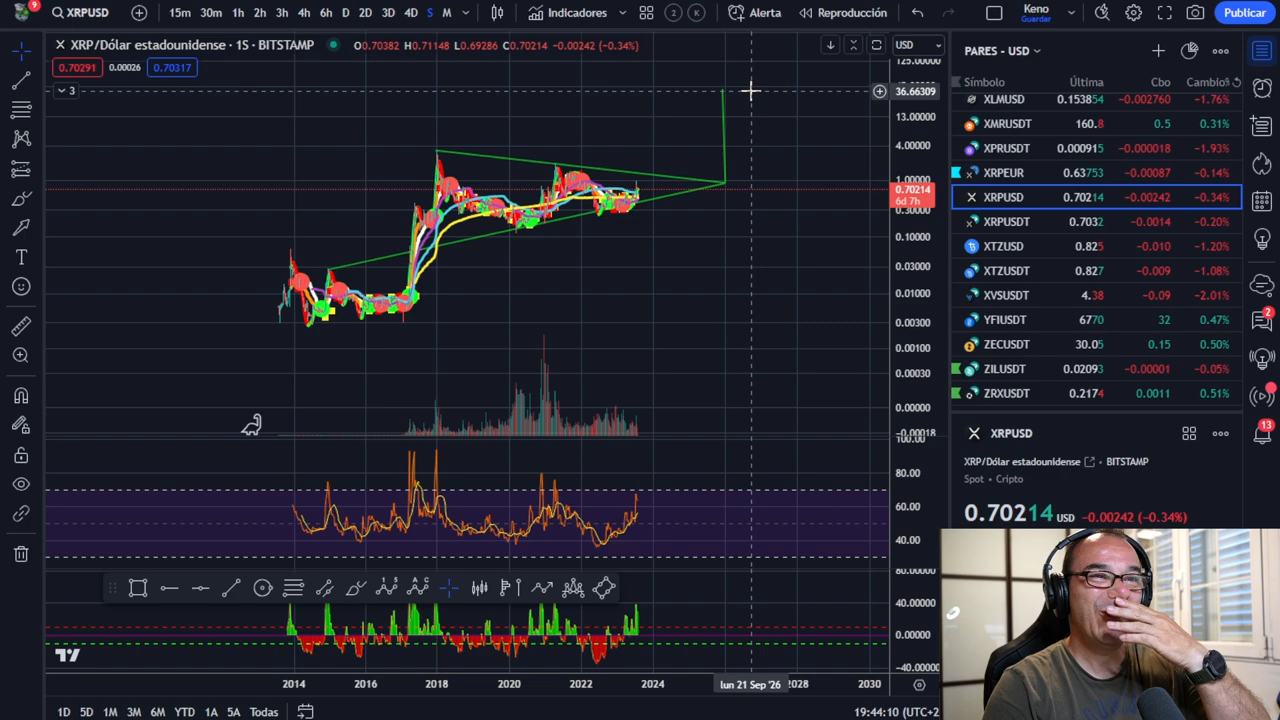 9
XRPUSD
15m 30m 1h 2h 3h 4h 6h D 2D 3D 4D S M
Indicadores
2 K
Alerta
Reproducción
Keno
Guardar
Publicar
XRP/Dólar estadounidense · 1S · BITSTAMP
O0.70382 H0.71148 L0.69286 C0.70214 -0.00242 (-0.34%)
USD
0.70291 0.00026 0.70317
3
36.66309
13.00000
4.00000
1.00000
0.70214
6d 7h
0.30000
0.10000
0.03000
0.01000
0.00300
0.00100
0.00030
0.00000
-0.00018
100.00
80.00
60.00
40.00
80.00000
40.00000
0.00000
-40.0000
2014 2016 2018 2020 2022 2024 lun 21 Sep '26 2028 2030
1D 5D 1M 3M 6M YTD 1A 5A Todas
19:44:10 (UTC+2
PARES - USD
Símbolo Última Cbo Cambio
XLMUSD 0.153854 -0.002760 -1.76%
XMRUSDT 160.8 0.5 0.31%
XPRUSDT 0.000915 -0.000018 -1.93%
XRPEUR 0.63753 -0.00087 -0.14%
XRPUSD 0.70214 -0.00242 -0.34%
XRPUSDT 0.7032 -0.0014 -0.20%
XTZUSD 0.825 -0.010 -1.20%
XTZUSDT 0.827 -0.009 -1.08%
XVSUSDT 4.38 -0.09 -2.01%
YFIUSDT 6770 32 0.47%
ZECUSDT 30.05 0.15 0.50%
ZILUSDT 0.02093 -0.00001 -0.05%
ZRXUSDT 0.2174 0.0011 0.51%
XRPUSD
XRP/Dólar estadounidense · BITSTAMP
Spot · Cripto
0.70214 USD -0.00242 (-0.34%)
2
13